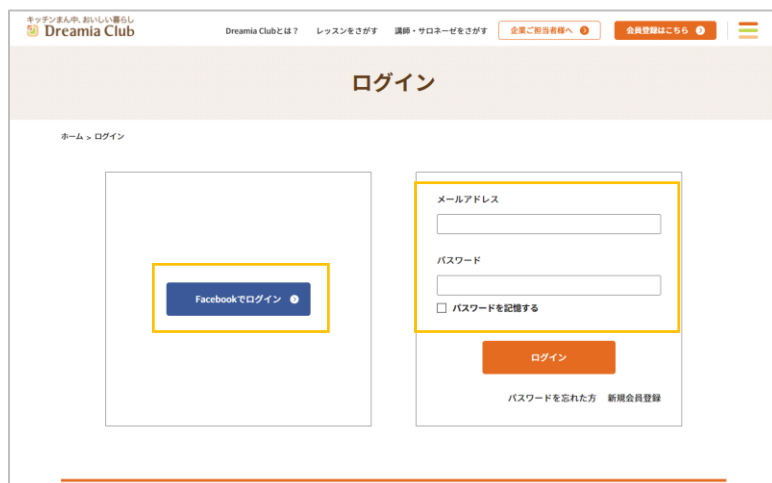 キッチンまん中、おいしい暮らし
Dreamia Club
Dreamia Clubとは？ レッスンをさがす 講師・サロネーゼをさがす 企業ご担当者様へ 会員登録はこちら
ログイン
ホーム > ログイン
メールアドレス
パスワード
Facebookでログイン
パスワードを記憶する
ログイン
パスワードを忘れた方 新規会員登録